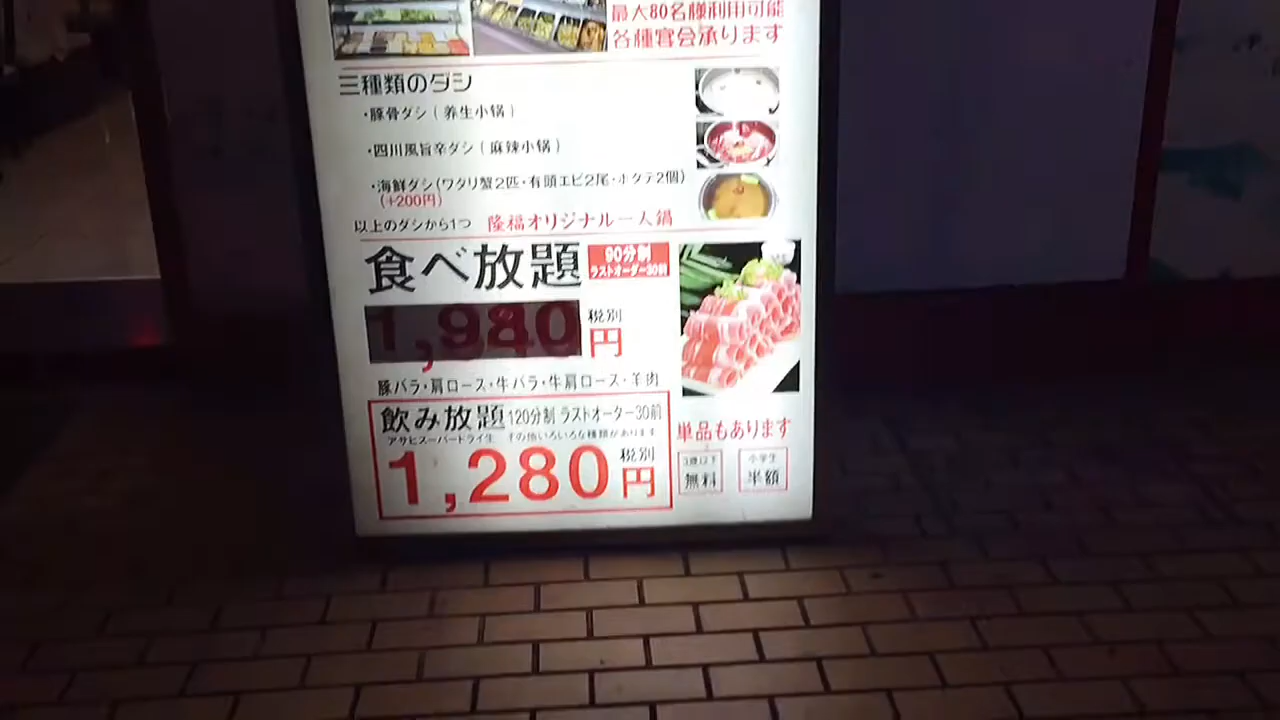 最大80名様利用可能
各種宴会承ります
三種類のダシ
・豚骨ダシ（养生小锅）
・四川風旨辛ダシ（麻辣小锅）
・海鮮ダシ（ワタリ蟹2匹・有頭エビ2尾・ホタテ2個）
（+200円）
以上のダシから1つ 隆福オリジナル一人鍋
食べ放題 90分制
ラストオーダー30前
1,980 税別
円
豚バラ・肩ロース・牛バラ・牛肩ロース・羊肉
飲み放題 120分制 ラストオーダー30前
アサヒスーパードライ生 その他いろいろな種類があります
1,280 税別
円
単品もあります
3歳以下
無料
小学生
半額